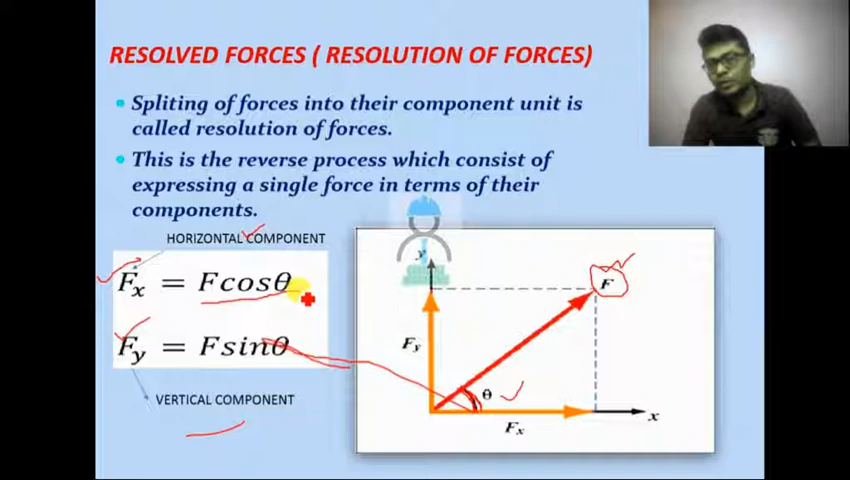 RESOLVED FORCES ( RESOLUTION OF FORCES)
Spliting of forces into their component unit is
called resolution of forces.
This is the reverse process which consist of
expressing a single force in terms of their
components.
HORIZONTAL COMPONENT
Fx = Fcosθ
Fy = Fsinθ
VERTICAL COMPONENT
y
F
Fy
θ
x
Fx